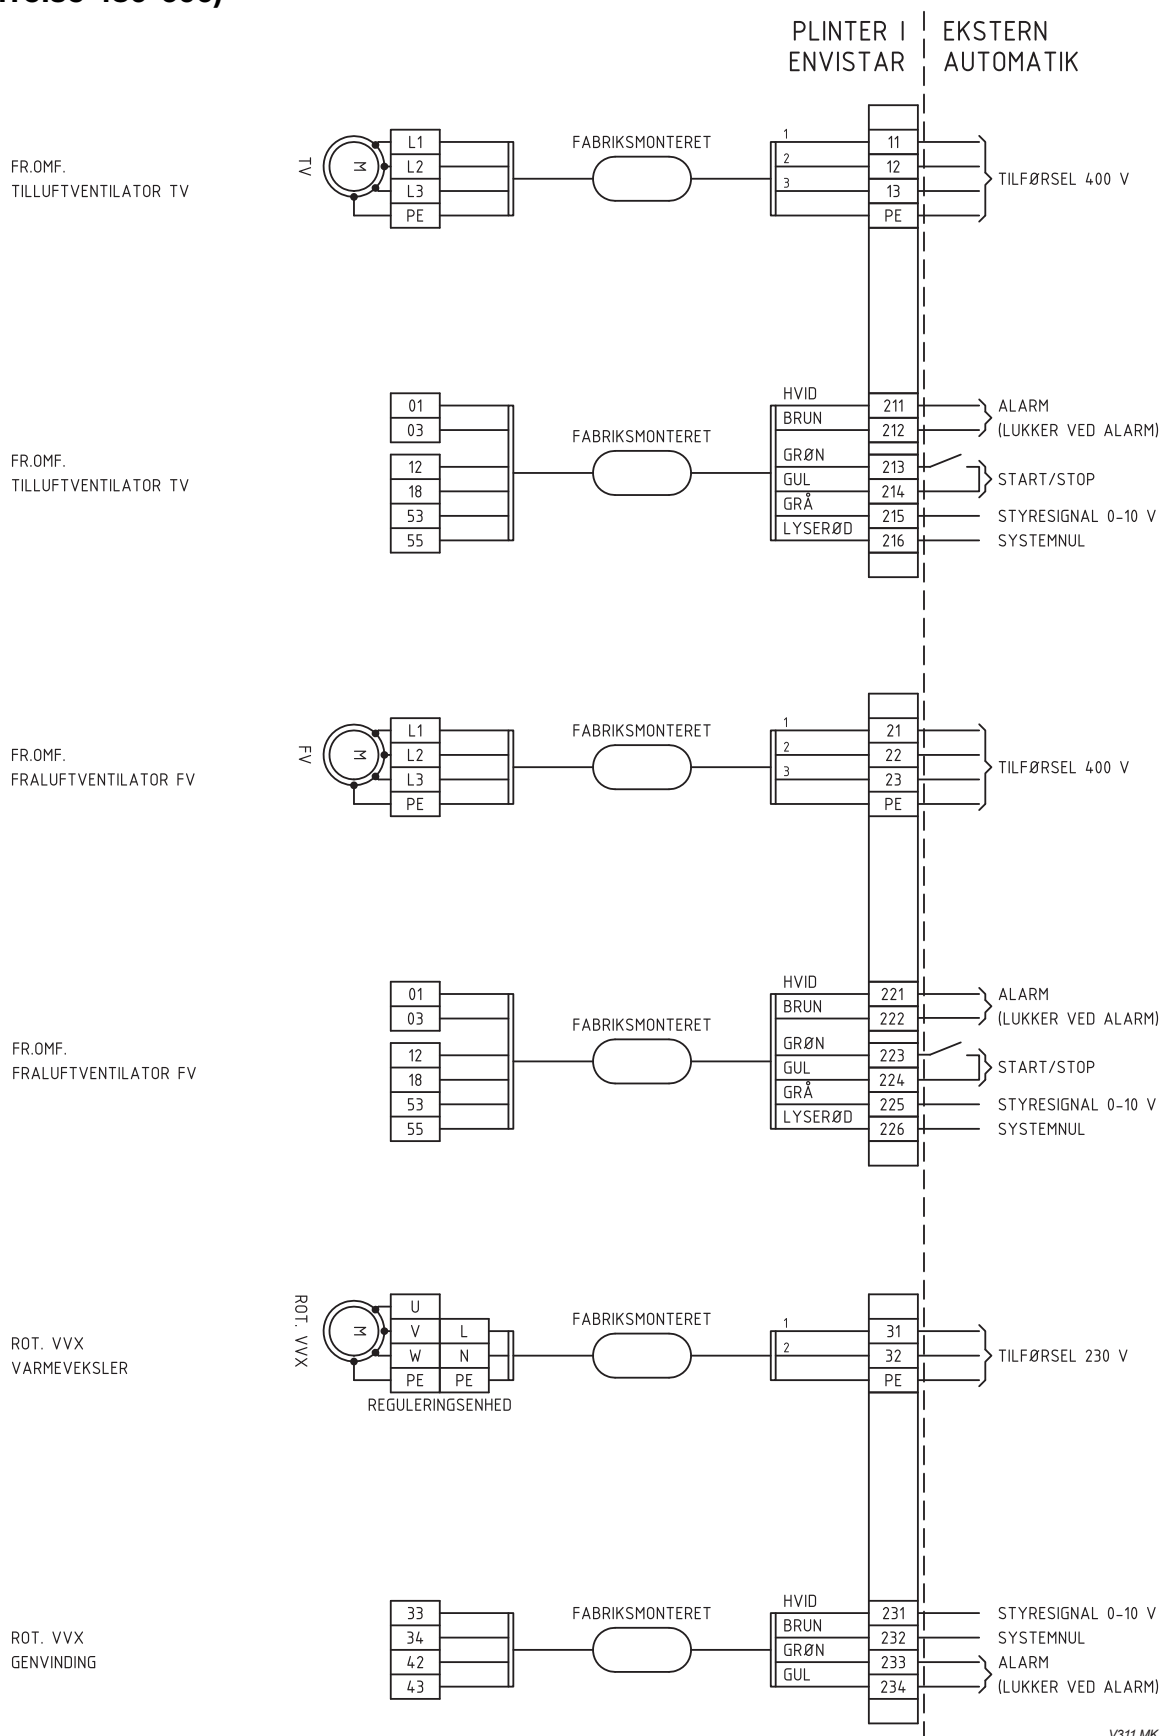 PLINTER I
ENVISTAR
EKSTERN
AUTOMATIK
FR.OMF.
TILLUFTVENTILATOR TV
TV
M
L1
L2
L3
PE
FABRIKSMONTERET
1
2
3
11
12
13
PE
TILFØRSEL 400 V
FR.OMF.
TILLUFTVENTILATOR TV
01
03
12
18
53
55
FABRIKSMONTERET
HVID
BRUN
GRØN
GUL
GRÅ
LYSERØD
211
212
213
214
215
216
ALARM
(LUKKER VED ALARM)
START/STOP
STYRESIGNAL 0-10 V
SYSTEMNUL
FR.OMF.
FRALUFTVENTILATOR FV
FV
M
L1
L2
L3
PE
FABRIKSMONTERET
1
2
3
21
22
23
PE
TILFØRSEL 400 V
FR.OMF.
FRALUFTVENTILATOR FV
01
03
12
18
53
55
FABRIKSMONTERET
HVID
BRUN
GRØN
GUL
GRÅ
LYSERØD
221
222
223
224
225
226
ALARM
(LUKKER VED ALARM)
START/STOP
STYRESIGNAL 0-10 V
SYSTEMNUL
ROT. VVX
VARMEVEKSLER
ROT. VVX
M
U
V L
W N
PE PE
REGULERINGSENHED
FABRIKSMONTERET
1
2
31
32
PE
TILFØRSEL 230 V
ROT. VVX
GENVINDING
33
34
42
43
FABRIKSMONTERET
HVID
BRUN
GRØN
GUL
231
232
233
234
STYRESIGNAL 0-10 V
SYSTEMNUL
ALARM
(LUKKER VED ALARM)